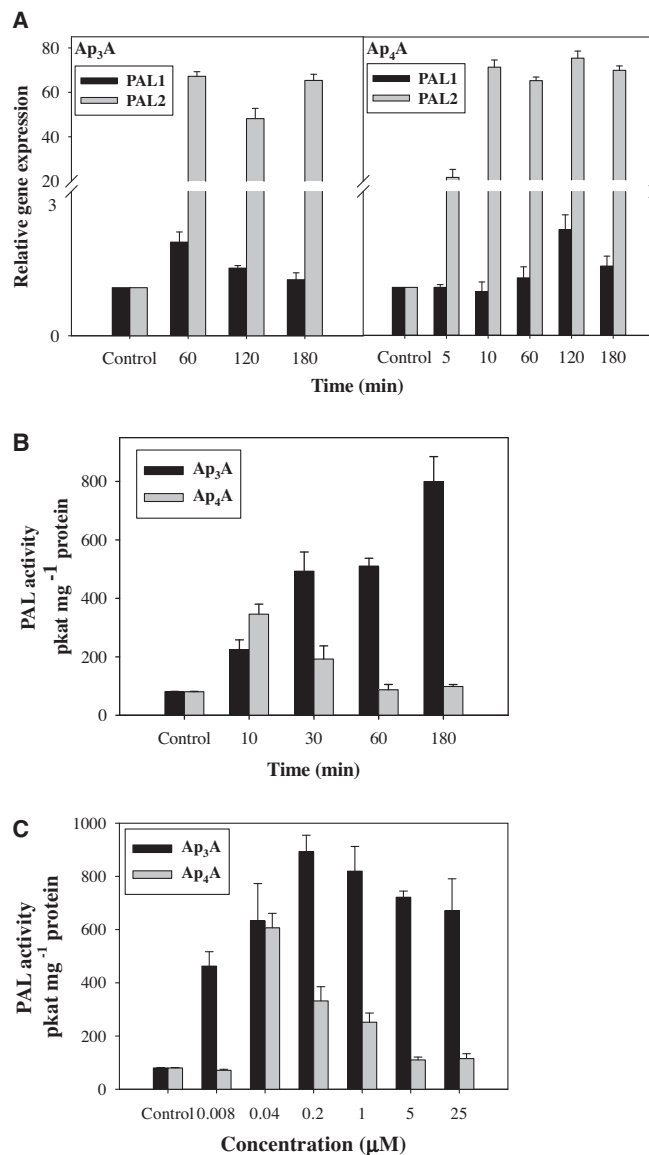 A
Ap3A
Ap4A
PAL1
PAL2
PAL1
PAL2
Relative gene expression
80
60
40
20
3
0
Control 60 120 180
Control 5 10 60 120 180
Time (min)
B
Ap3A
Ap4A
PAL activity
pkat mg -1 protein
800
600
400
200
0
Control 10 30 60 180
Time (min)
C
Ap3A
Ap4A
PAL activity
pkat mg -1 protein
1000
800
600
400
200
0
Control 0.008 0.04 0.2 1 5 25
Concentration (μM)